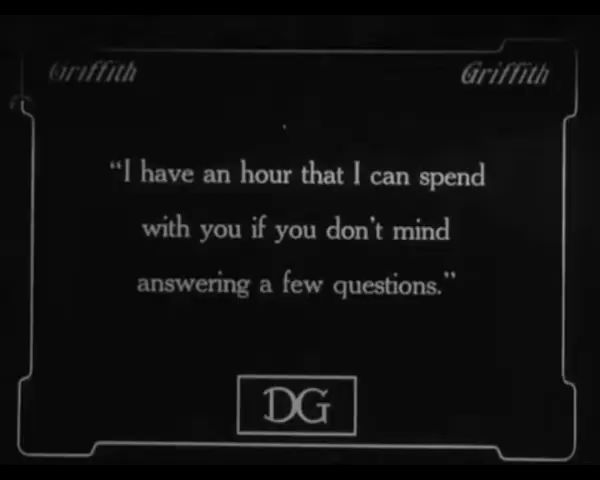 Griffith Griffith
“I have an hour that I can spend
with you if you don’t mind
answering a few questions.”
DG